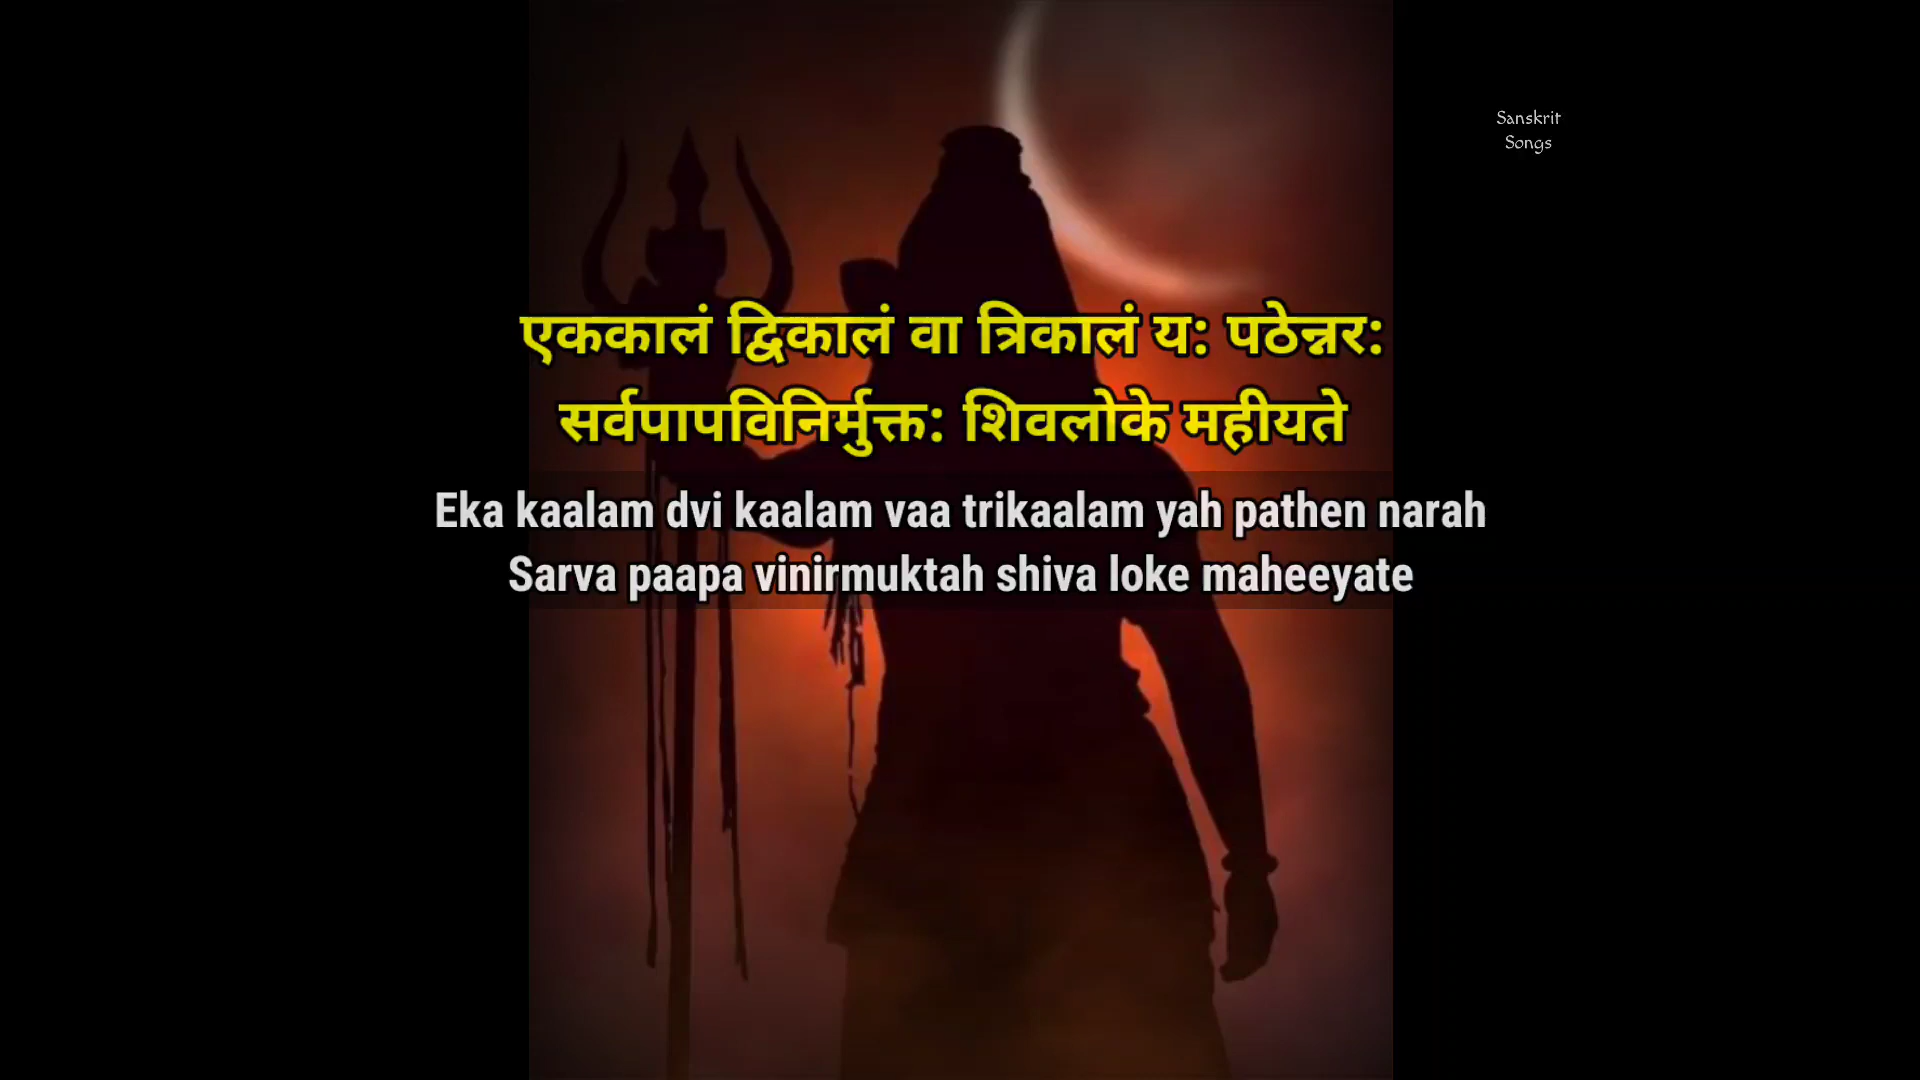 Sanskrit
Songs
एककालं द्विकालं वा त्रिकालं य: पठेन्नर:
सर्वपापविनिर्मुक्त: शिवलोके महीयते
Eka kaalam dvi kaalam vaa trikaalam yah pathen narah
Sarva paapa vinirmuktah shiva loke maheeyate